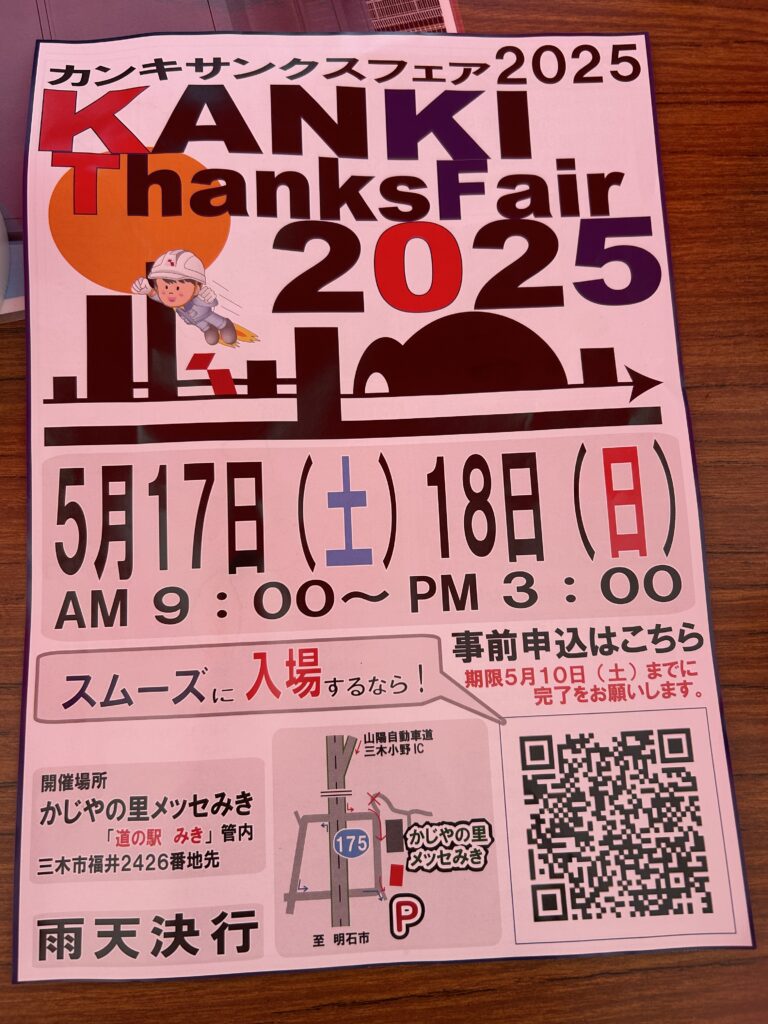 カンキサンクスフェア2025
KANKI
ThanksFair
2025
5月17日(土)18日(日)
AM 9:00~PM 3:00
事前申込はこちら
期限5月10日(土)までに
完了をお願いします。
スムーズに入場するなら!
山陽自動車道
三木小野IC
開催場所
かじやの里メッセみき
「道の駅 みき」管内
三木市福井2426番地先
175
かじやの里
メッセみき
P
至 明石市
雨天決行